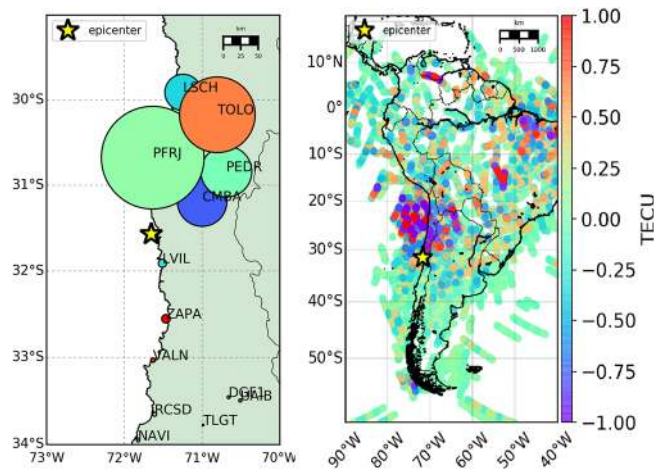 epicenter
km
0 25 50
LSCH
TOLO
PFRJ
PEDR
CMBA
LVIL
ZAPA
VALN
RCSD
TLGT
NAVI
30°S
31°S
32°S
33°S
34°S
73°W 72°W 71°W 70°W
epicenter
km
0 500 1000
10°N
0°
10°S
20°S
30°S
40°S
50°S
90°W 80°W 70°W 60°W 50°W 40°W
1.00
0.75
0.50
0.25
0.00
−0.25
−0.50
−0.75
−1.00
TECU